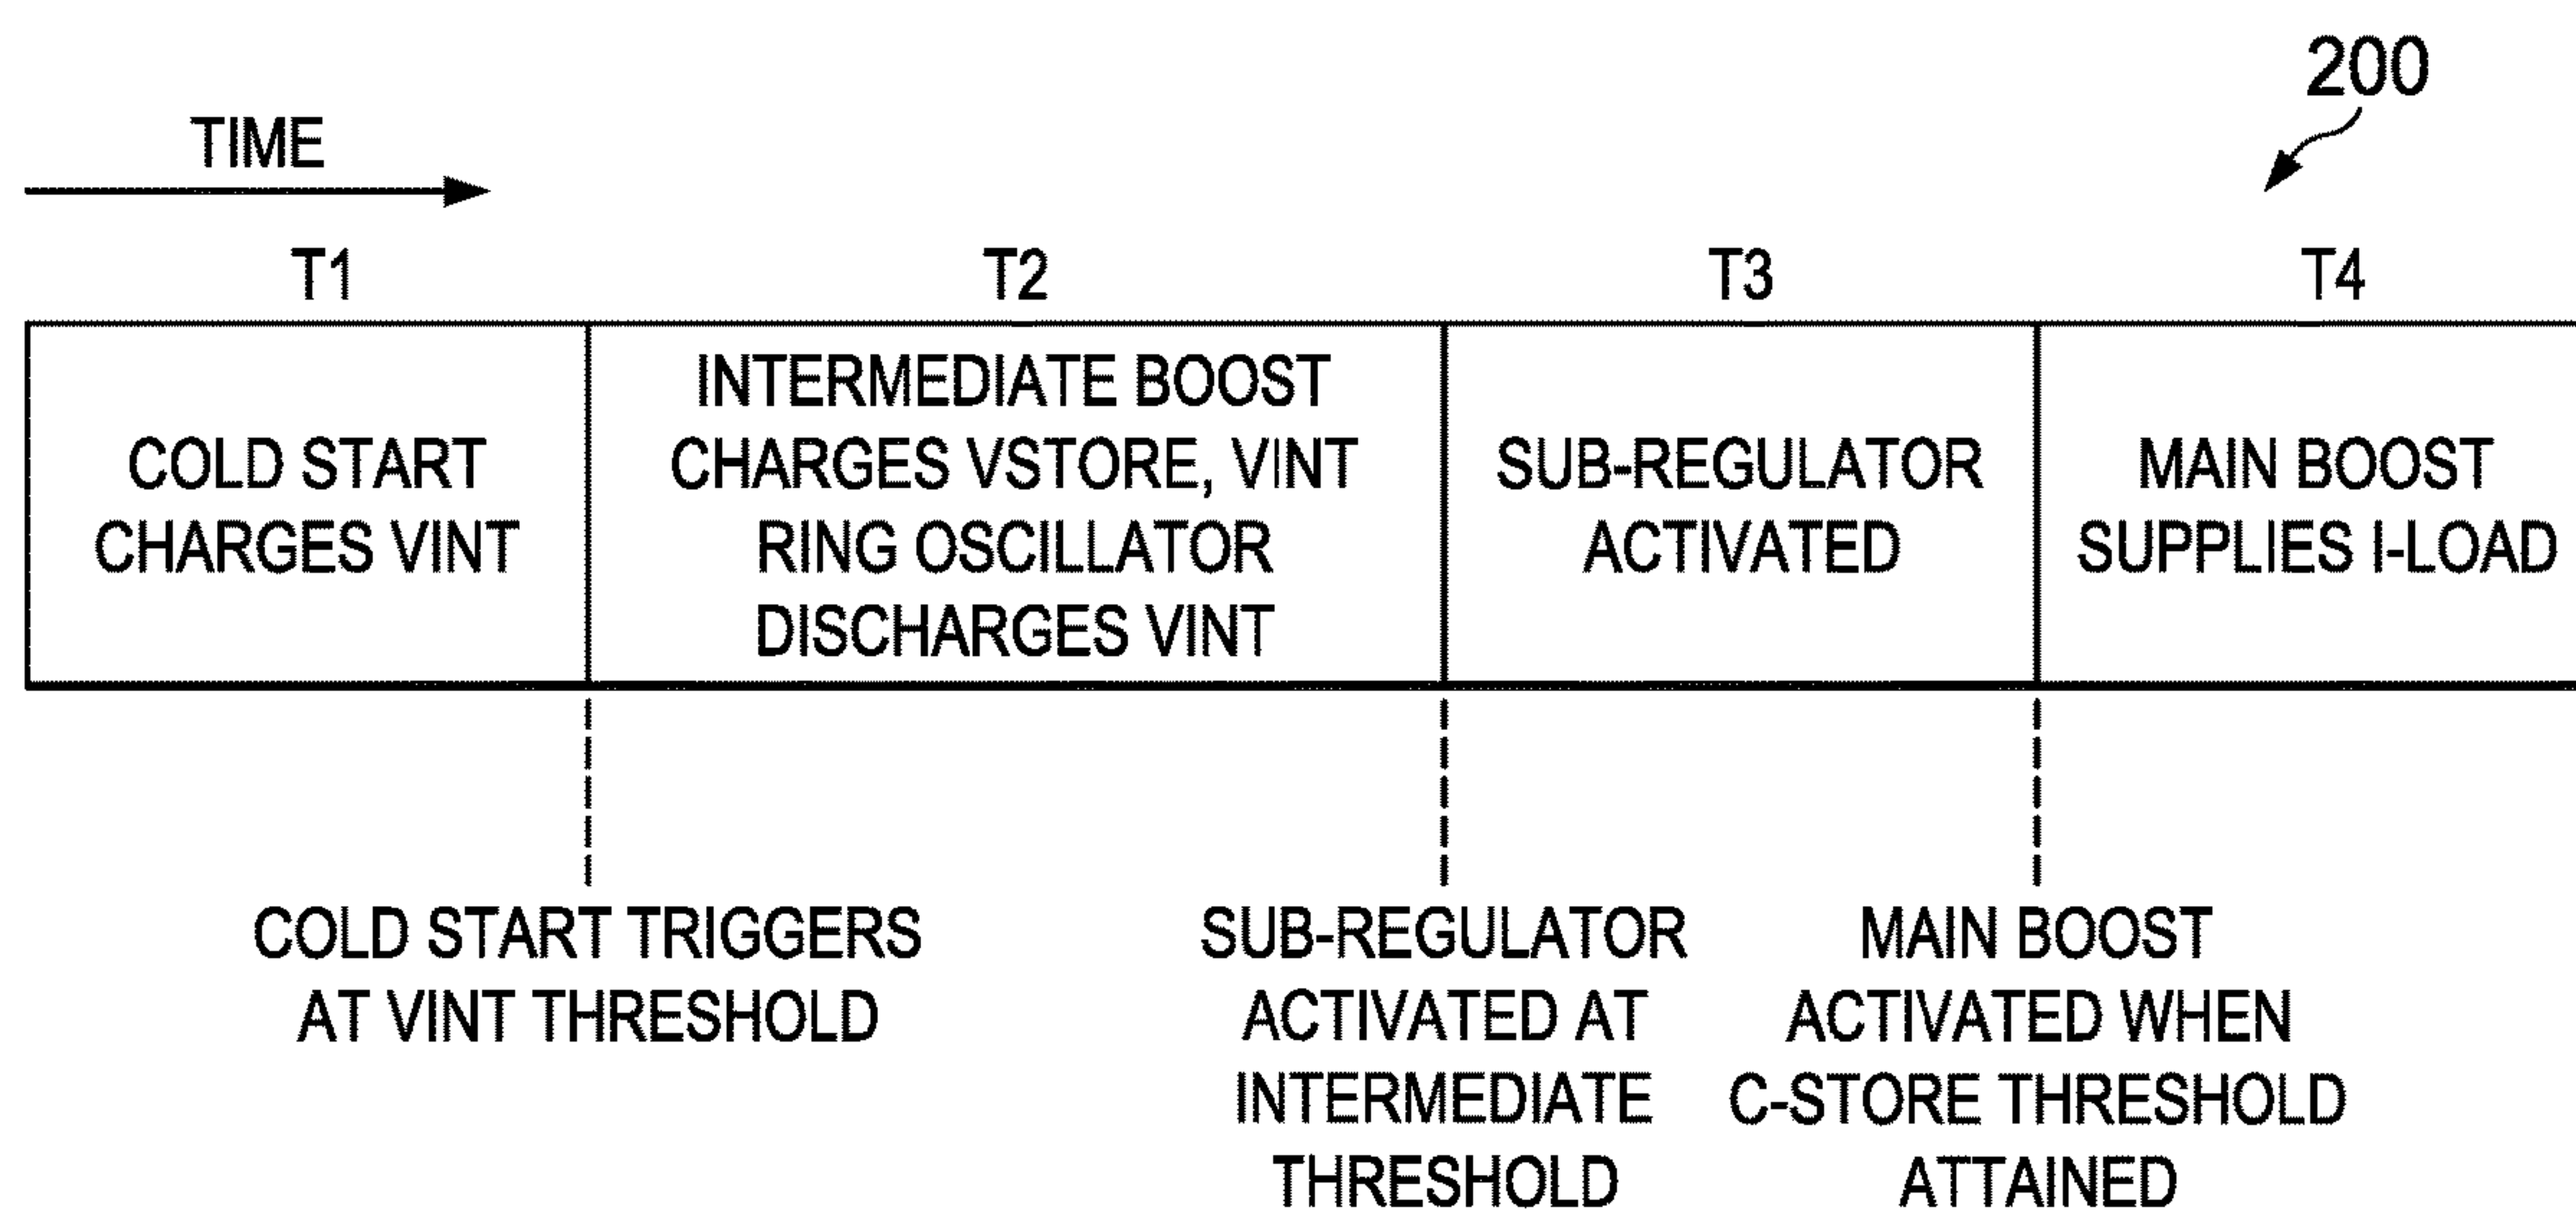 200
TIME
T1
T2
T3
T4
COLD START
CHARGES VINT
INTERMEDIATE BOOST
CHARGES VSTORE, VINT
RING OSCILLATOR
DISCHARGES VINT
SUB-REGULATOR
ACTIVATED
MAIN BOOST
SUPPLIES I-LOAD
COLD START TRIGGERS
AT VINT THRESHOLD
SUB-REGULATOR
ACTIVATED AT
INTERMEDIATE
THRESHOLD
MAIN BOOST
ACTIVATED WHEN
C-STORE THRESHOLD
ATTAINED